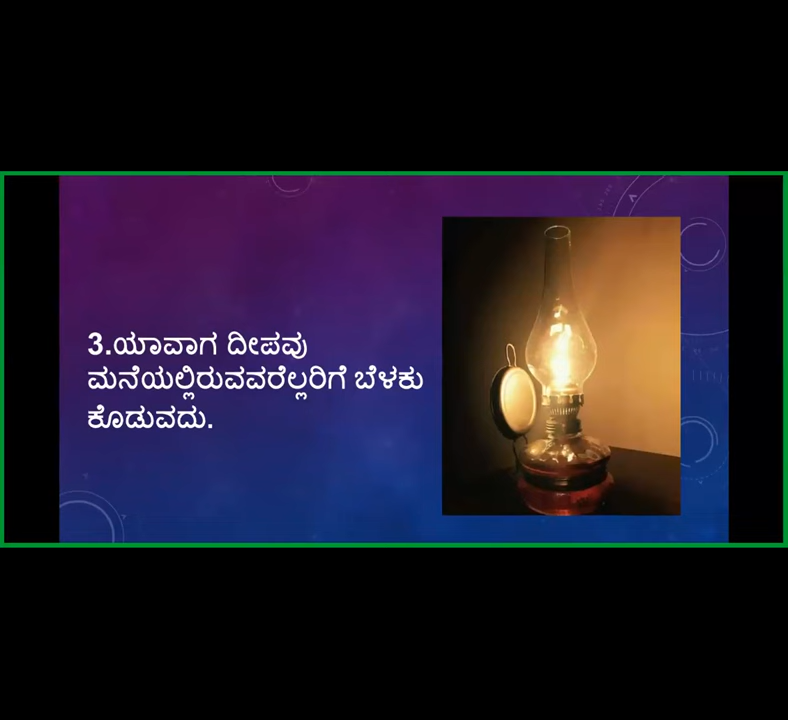 3.ಯಾವಾಗ ದೀಪವು
ಮನೆಯಲ್ಲಿರುವವರೆಲ್ಲರಿಗೆ ಬೆಳಕು
ಕೊಡುವದು.